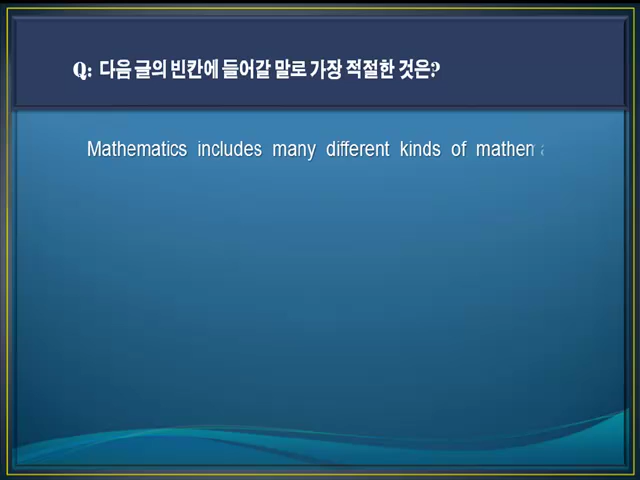 Q: 다음 글의 빈칸에 들어갈 말로 가장 적절한 것은?
Mathematics includes many different kinds of